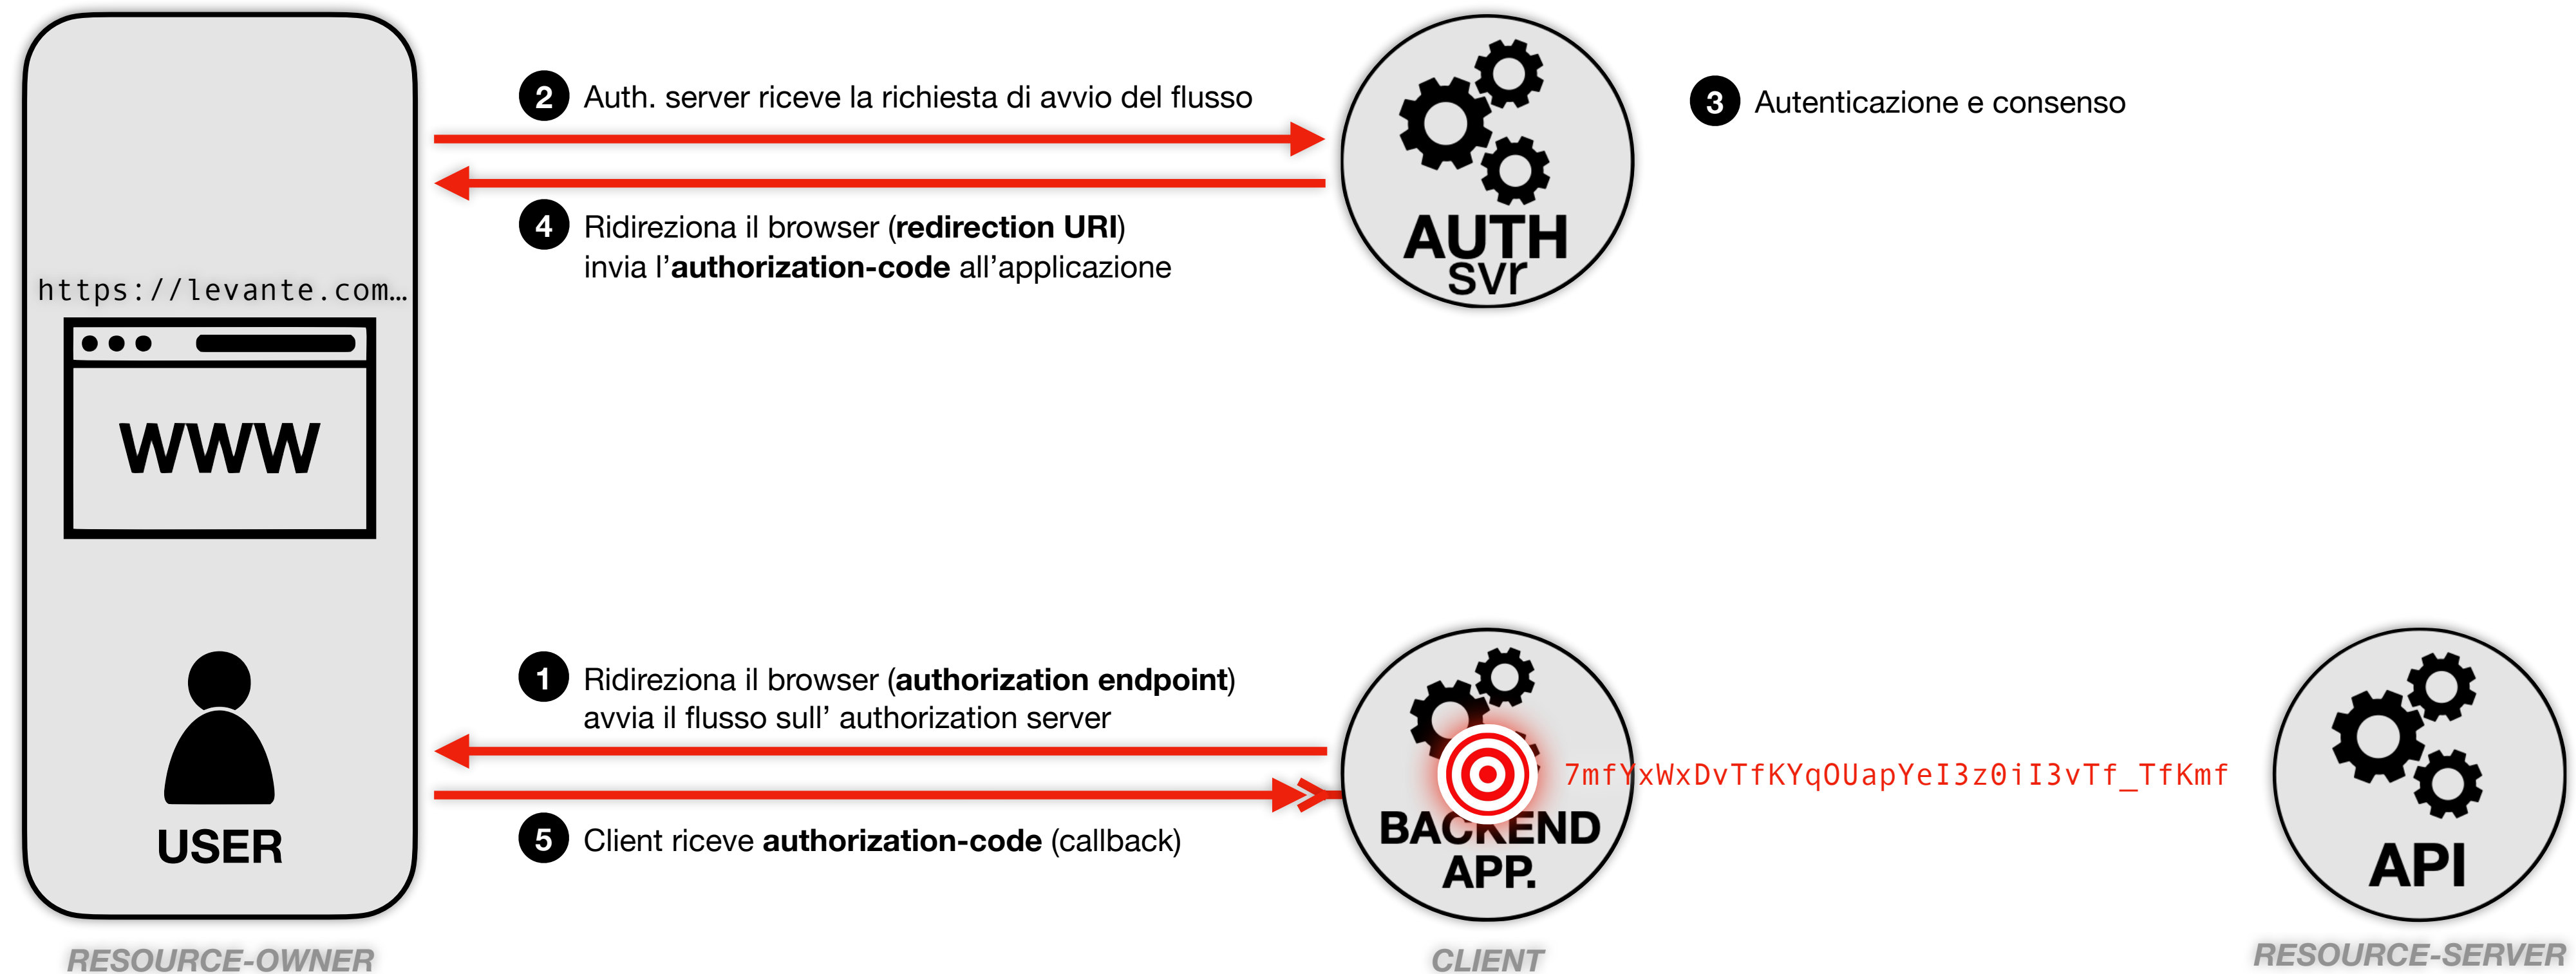 2 Auth. server riceve la richiesta di avvio del flusso
3 Autenticazione e consenso
4 Ridireziona il browser (redirection URI)
invia l'authorization-code all'applicazione
AUTH
svr
https://levante.com…
WWW
1 Ridireziona il browser (authorization endpoint)
avvia il flusso sull' authorization server
7mfYxWxDvTfKYqOUapYeI3z0iI3vTf_TfKmf
5 Client riceve authorization-code (callback)
USER
BACKEND
APP.
API
RESOURCE-OWNER
CLIENT
RESOURCE-SERVER